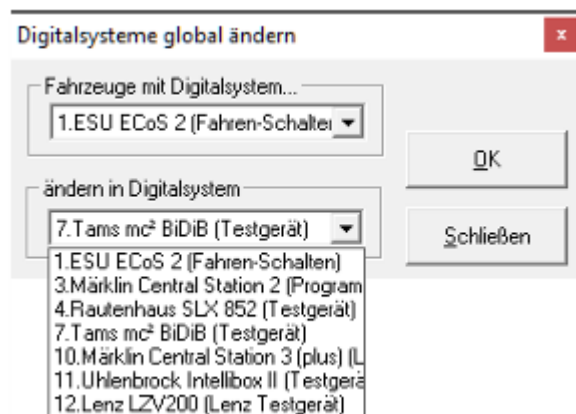 Digitalsysteme global ändern
x
Fahrzeuge mit Digitalsystem...
1.ESU ECoS 2 (Fahren-Schalten
OK
ändern in Digitalsystem
7.Tams mc² BiDiB (Testgerät)
Schließen
1.ESU ECoS 2 (Fahren-Schalten)
3.Märklin Central Station 2 (Program
4.Rautenhaus SLX 852 (Testgerät)
7.Tams mc² BiDiB (Testgerät)
10.Märklin Central Station 3 (plus) (L
11.Uhlenbrock Intellibox II (Testgerä
12.Lenz LZV200 (Lenz Testgerät)